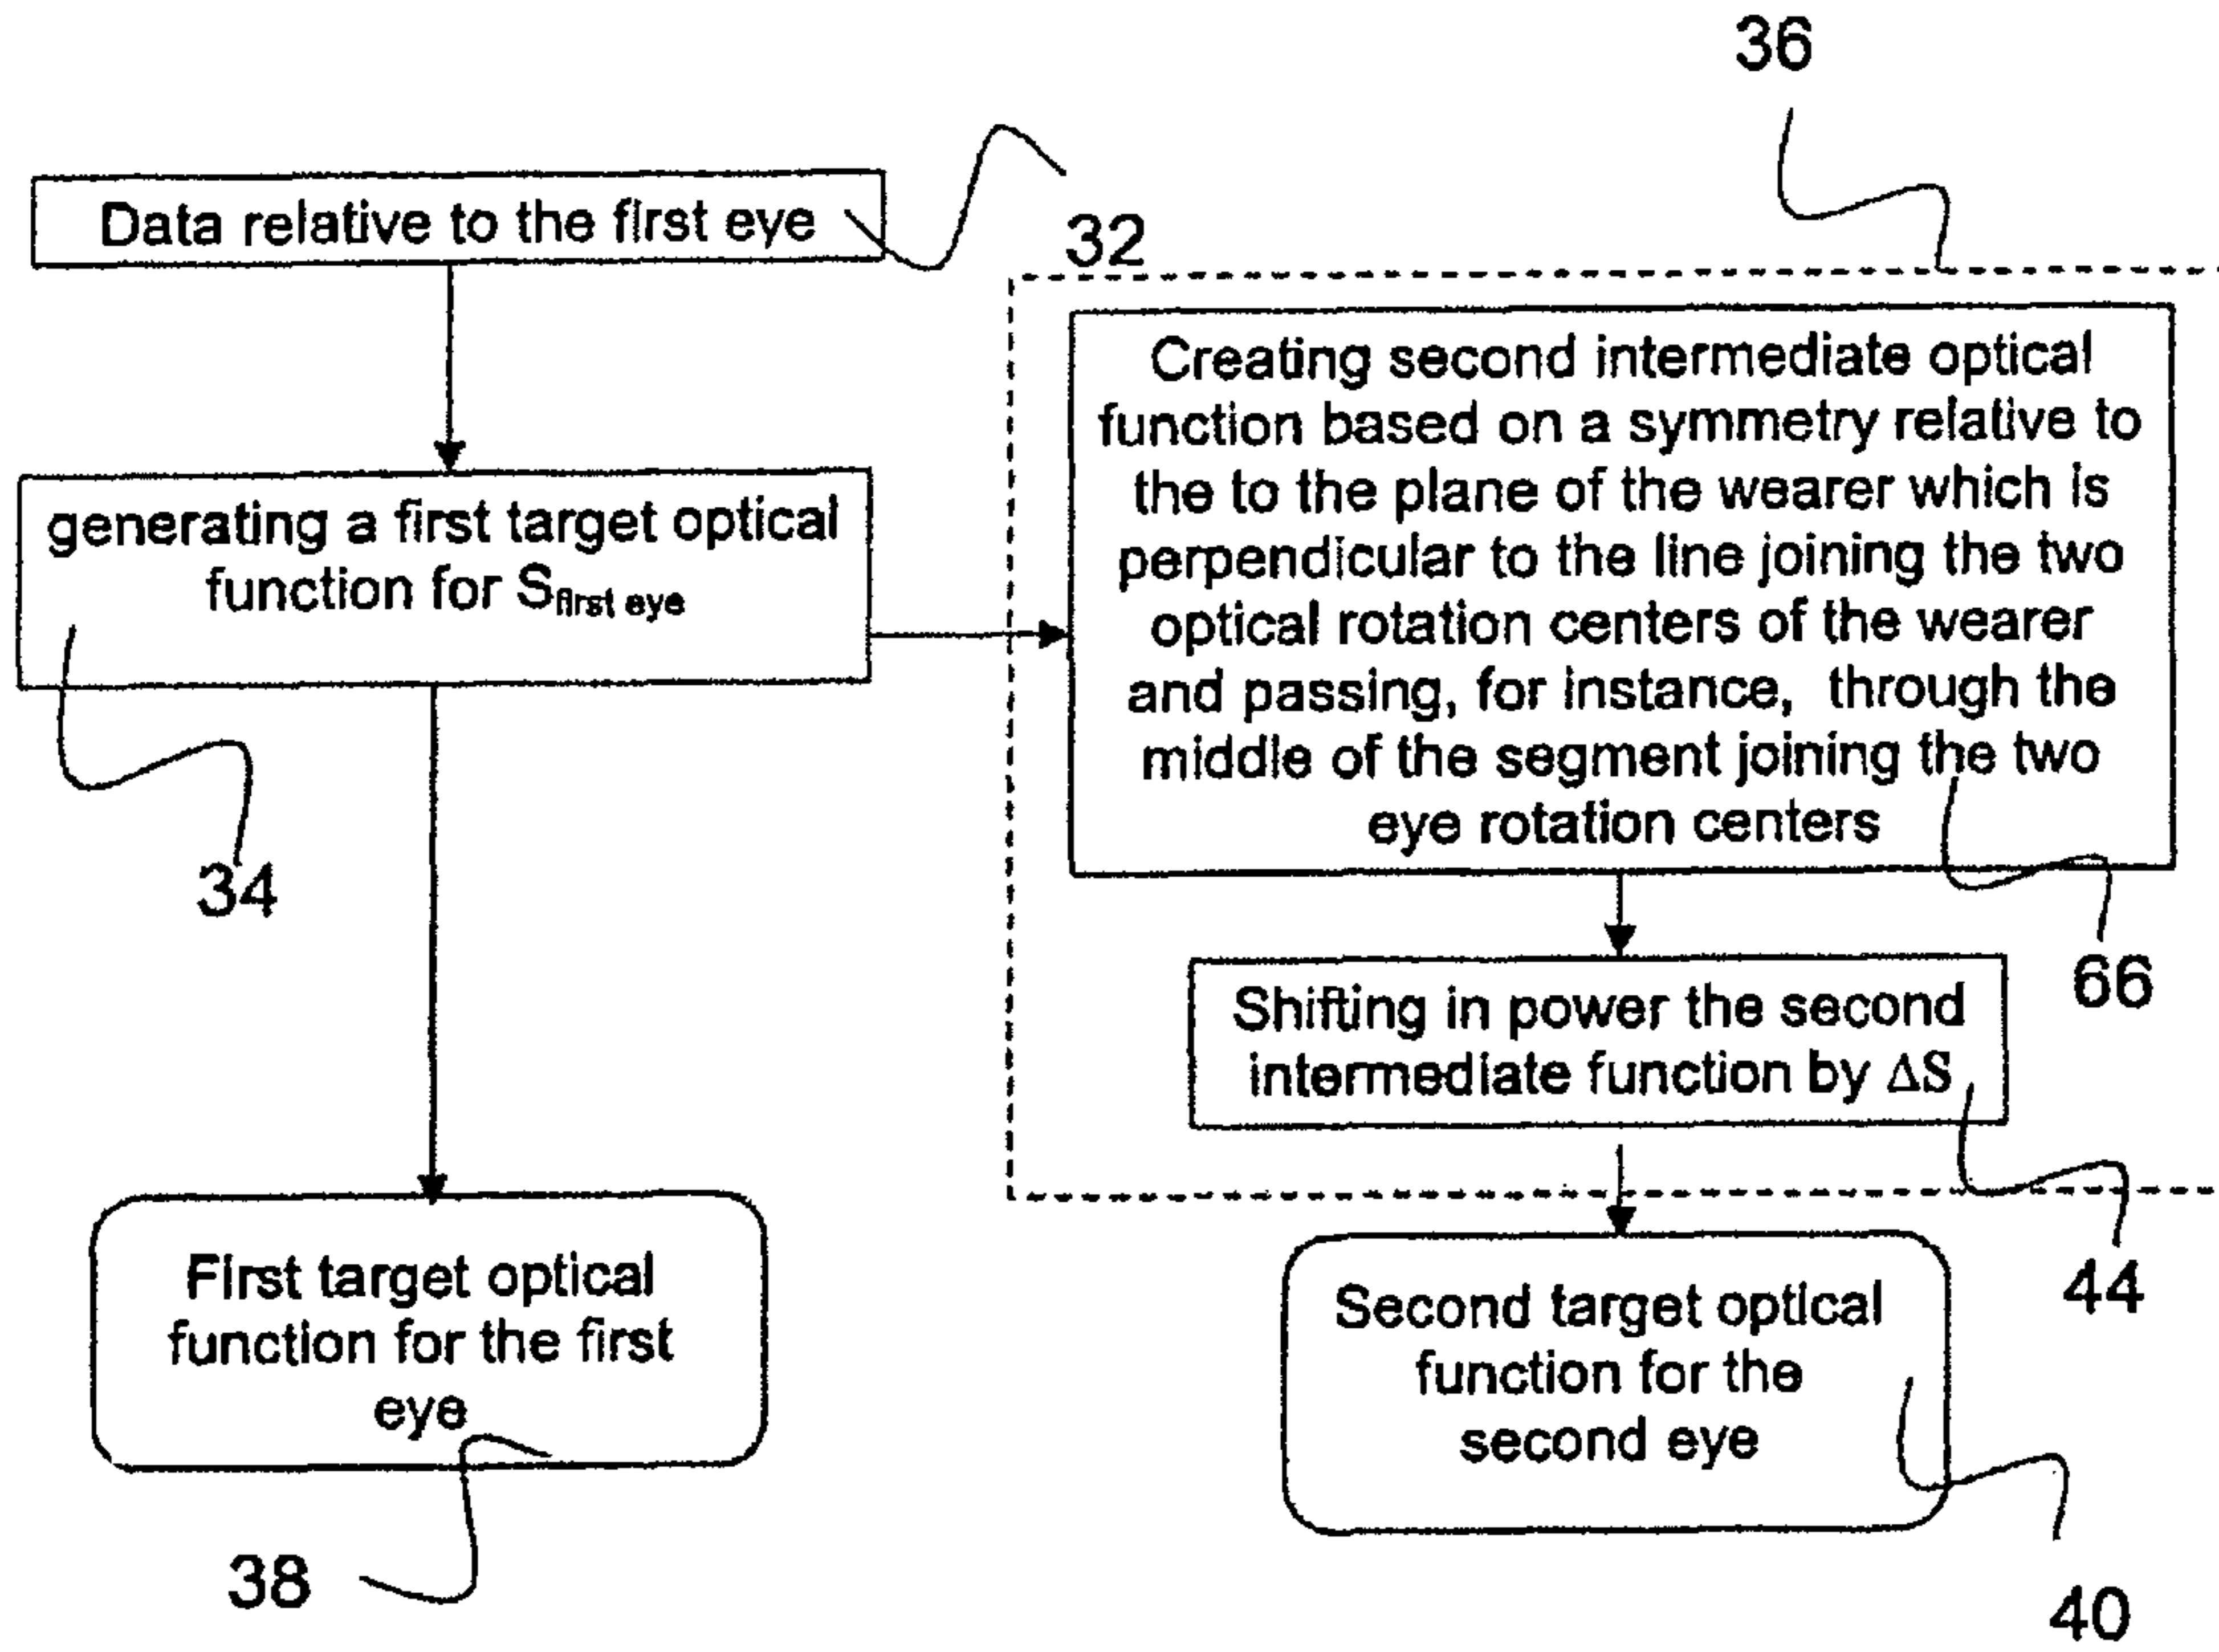 36
Data relative to the first eye
32
generating a first target optical
function for S first eye
34
Creating second intermediate optical
function based on a symmetry relative to
the to the plane of the wearer which is
perpendicular to the line joining the two
optical rotation centers of the wearer
and passing, for instance, through the
middle of the segment joining the two
eye rotation centers
66
Shifting in power the second
intermediate function by ΔS
44
First target optical
function for the first
eye
38
Second target optical
function for the
second eye
40